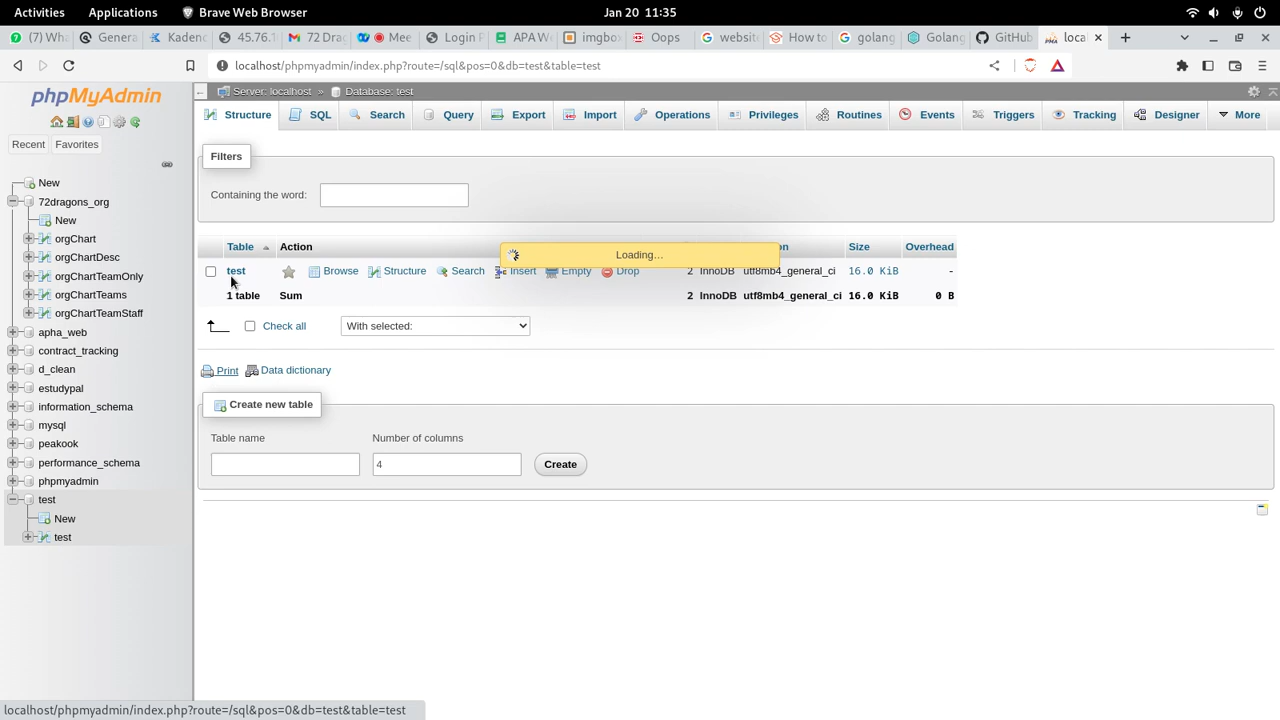 Activities Applications Brave Web Browser Jan 20 11:35
(7) Wha Genera Kadenc 45.76.1 72 Drag Mee Login P APA We imgbox Oops websit How to golang Golang GitHub local
localhost/phpmyadmin/index.php?route=/sql&pos=0&db=test&table=test
phpMyAdmin
Recent Favorites
New
72dragons_org
New
orgChart
orgChartDesc
orgChartTeamOnly
orgChartTeams
orgChartTeamStaff
apha_web
contract_tracking
d_clean
estudypal
information_schema
mysql
peakook
performance_schema
phpmyadmin
test
New
test
Server: localhost » Database: test
Structure SQL Search Query Export Import Operations Privileges Routines Events Triggers Tracking Designer More
Filters
Containing the word:
Table Action Size Overhead
Loading…
test Browse Structure Search Insert Empty Drop 2 InnoDB utf8mb4_general_ci 16.0 KiB -
1 table Sum 2 InnoDB utf8mb4_general_ci 16.0 KiB 0 B
Check all With selected:
Print Data dictionary
Create new table
Table name Number of columns
4 Create
localhost/phpmyadmin/index.php?route=/sql&pos=0&db=test&table=test